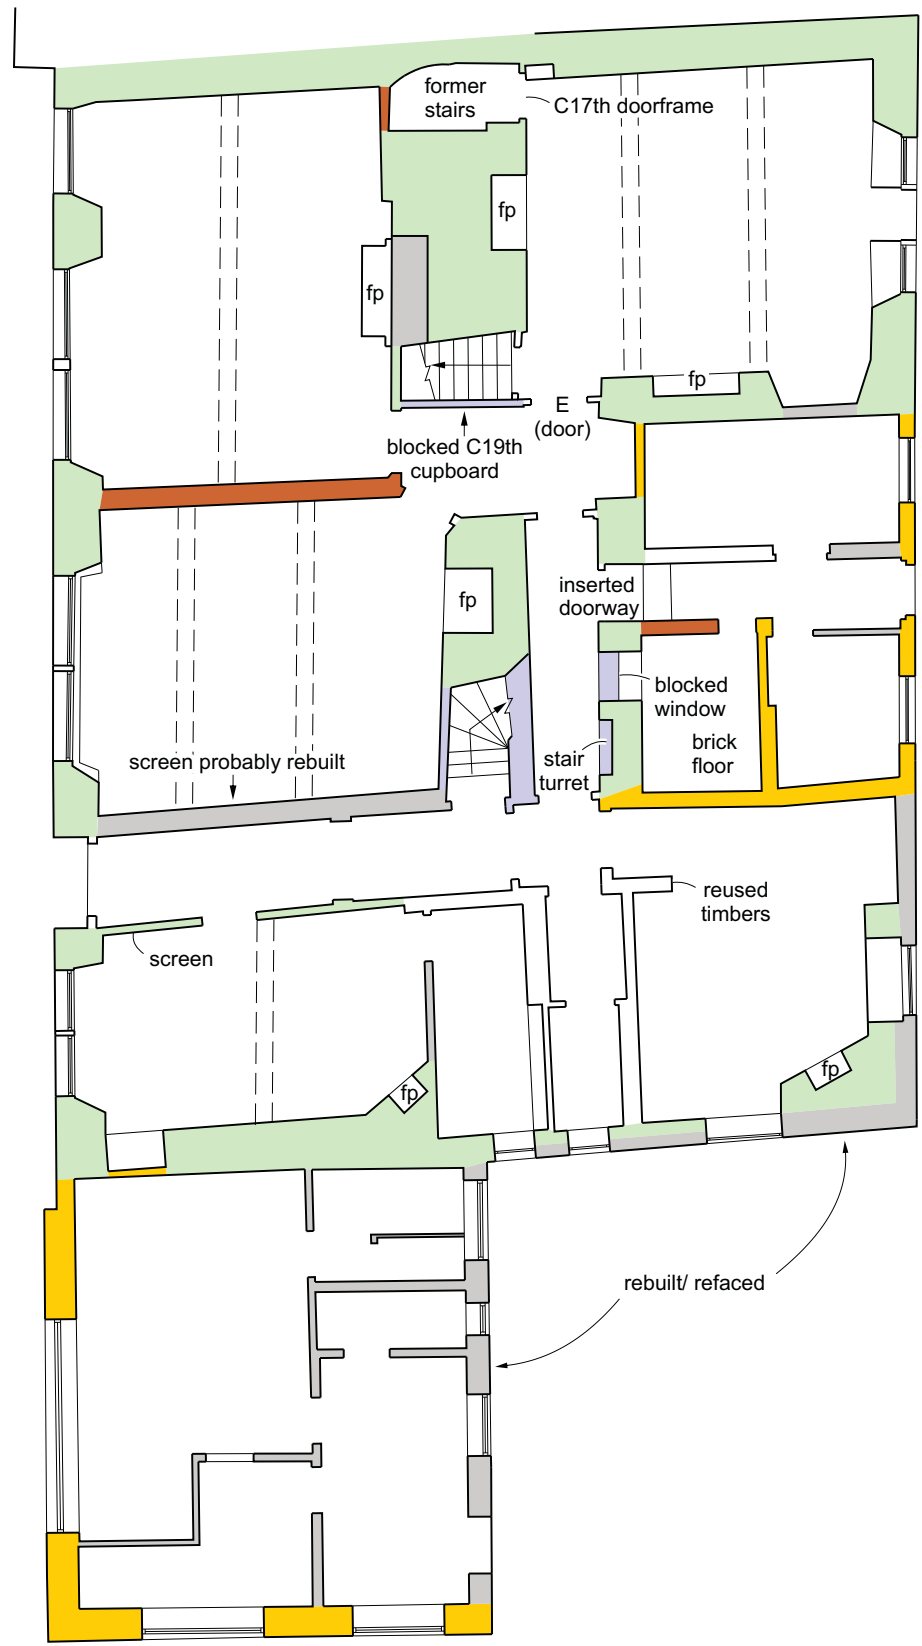 former
stairs
C17th doorframe
fp
fp
fp
E
(door)
blocked C19th
cupboard
inserted
doorway
fp
blocked
window
brick
floor
stair
turret
screen probably rebuilt
reused
timbers
screen
fp
fp
rebuilt/ refaced